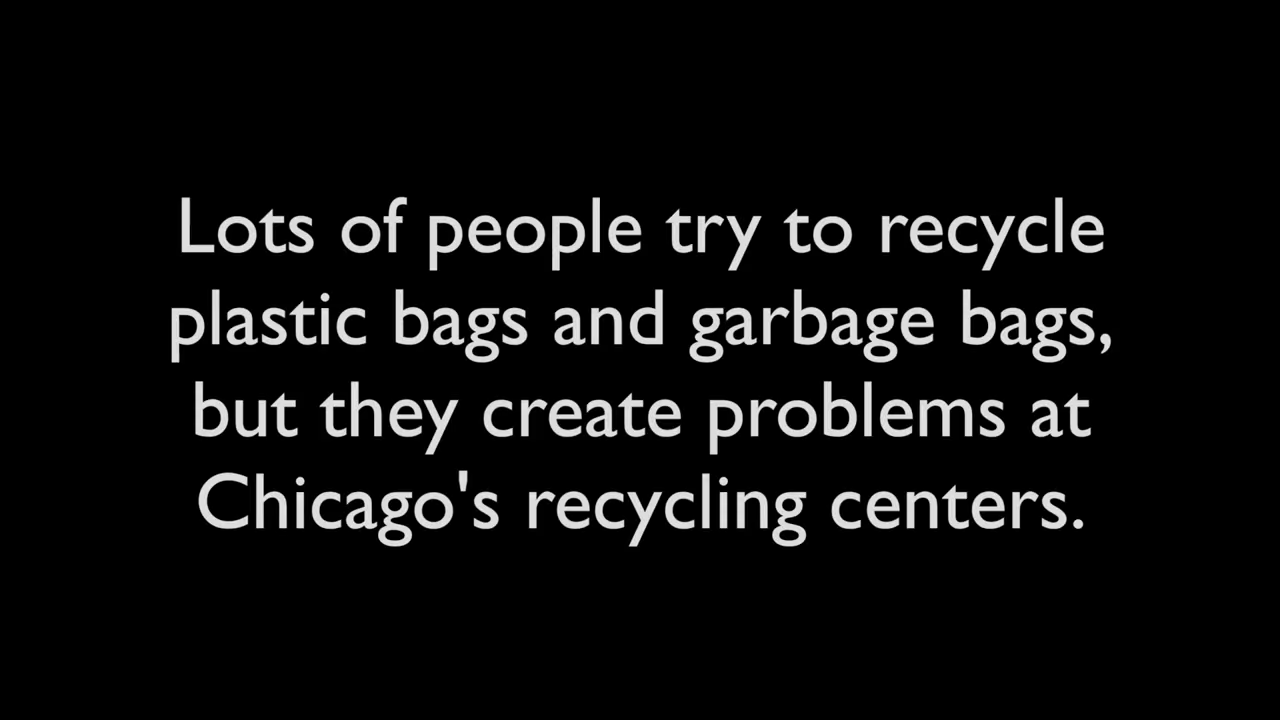 Lots of people try to recycle
plastic bags and garbage bags,
but they create problems at
Chicago's recycling centers.